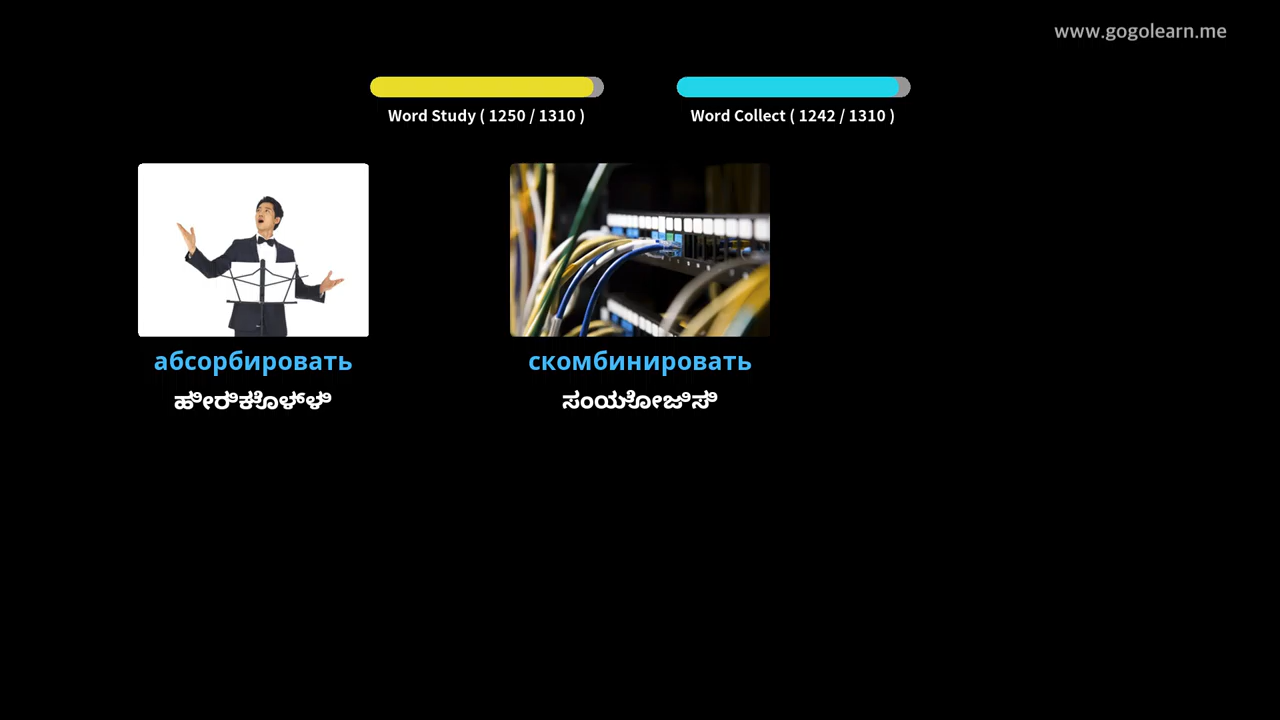 www.gogolearn.me
Word Study ( 1250 / 1310 )
Word Collect ( 1242 / 1310 )
абсорбировать
скомбинировать
ಹೀರಿಕೊಳ್ಳಿ
ಸಂಯೋಜಿಸಿ